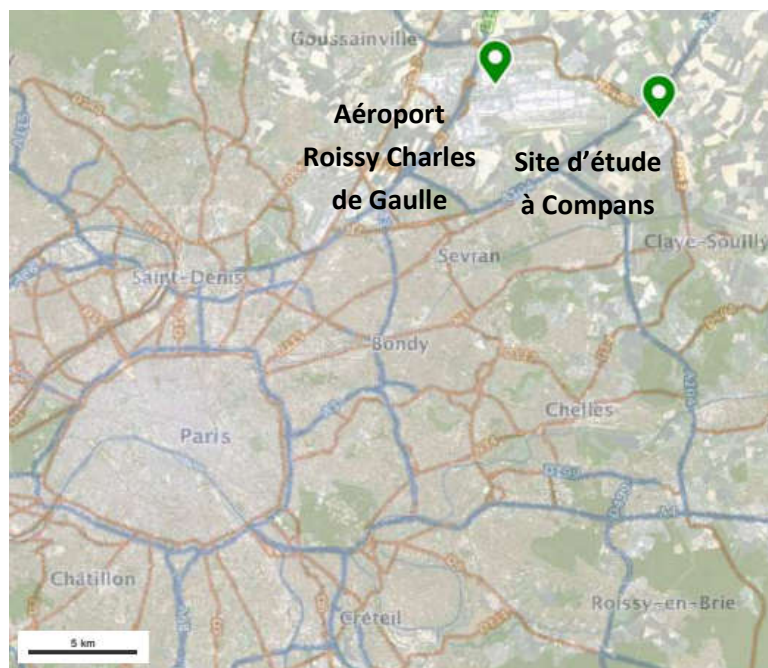 Goussainville
Aéroport
Roissy Charles
de Gaulle
Site d'étude
à Compans
Sevran
Claye-Souilly
Saint-Denis
Bondy
Chelles
Paris
Châtillon
Créteil
Roissy-en-Brie
5 km